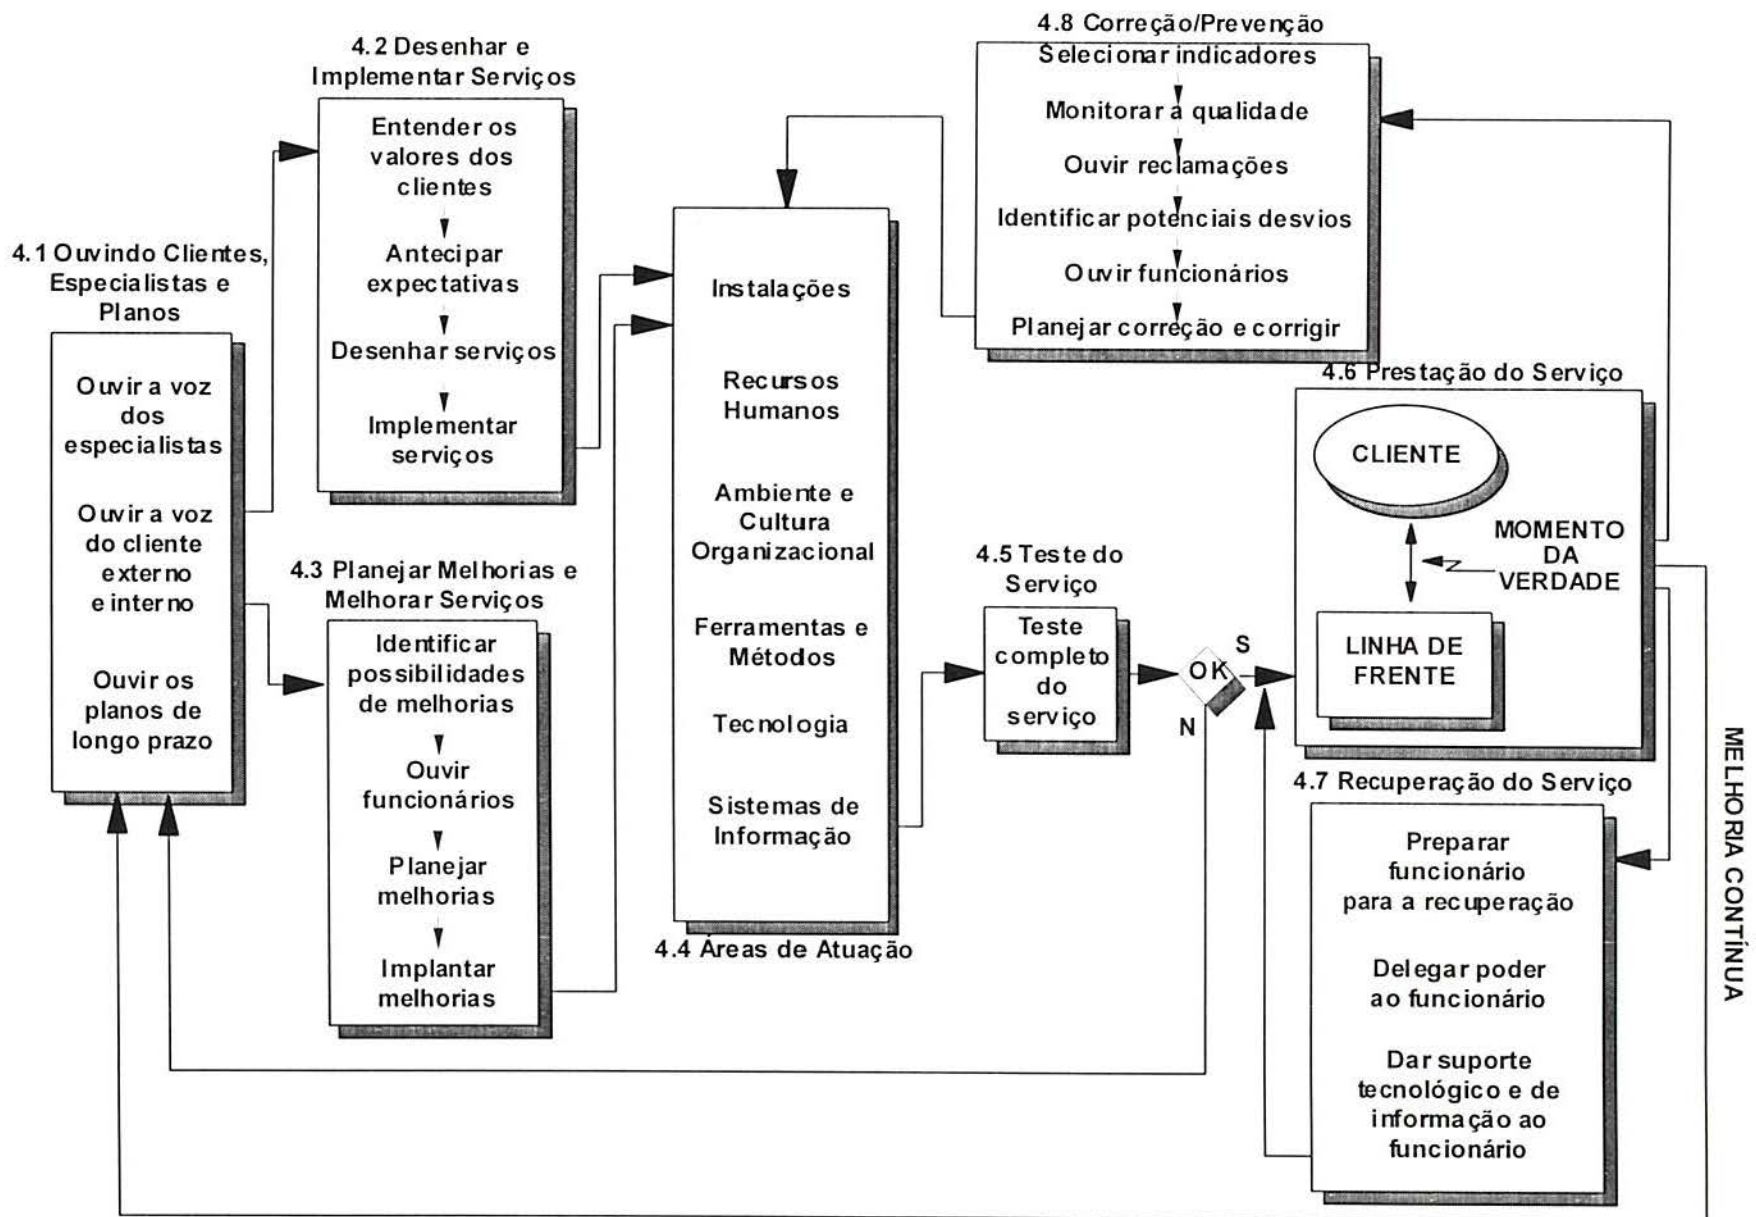 4.1 Ouvindo Clientes,
Especialistas e
Planos
Ouvir a voz
dos
especialistas
Ouvir a voz
do cliente
externo
e interno
Ouvir os
planos de
longo prazo
4.2 Desenhar e
Implementar Serviços
Entender os
valores dos
clientes
Antecipar
expectativas
Desenhar serviços
Implementar
serviços
4.3 Planejar Melhorias e
Melhorar Serviços
Identificar
possibilidades
de melhorias
Ouvir
funcionários
Planejar
melhorias
Implantar
melhorias
Instalações
Recursos
Humanos
Ambiente e
Cultura
Organizacional
Ferramentas e
Métodos
Tecnologia
Sistemas de
Informação
4.4 Áreas de Atuação
4.5 Teste do
Serviço
Teste
completo
do
serviço
OK
S
N
4.6 Prestação do Serviço
CLIENTE
MOMENTO
DA
VERDADE
LINHA DE
FRENTE
4.7 Recuperação do Serviço
Preparar
funcionário
para a recuperação
Delegar poder
ao funcionário
Dar suporte
tecnológico e de
informação ao
funcionário
4.8 Correção/Prevenção
Selecionar indicadores
Monitorar a qualidade
Ouvir reclamações
Identificar potenciais desvios
Ouvir funcionários
Planejar correção e corrigir
MELHORIA CONTÍNUA